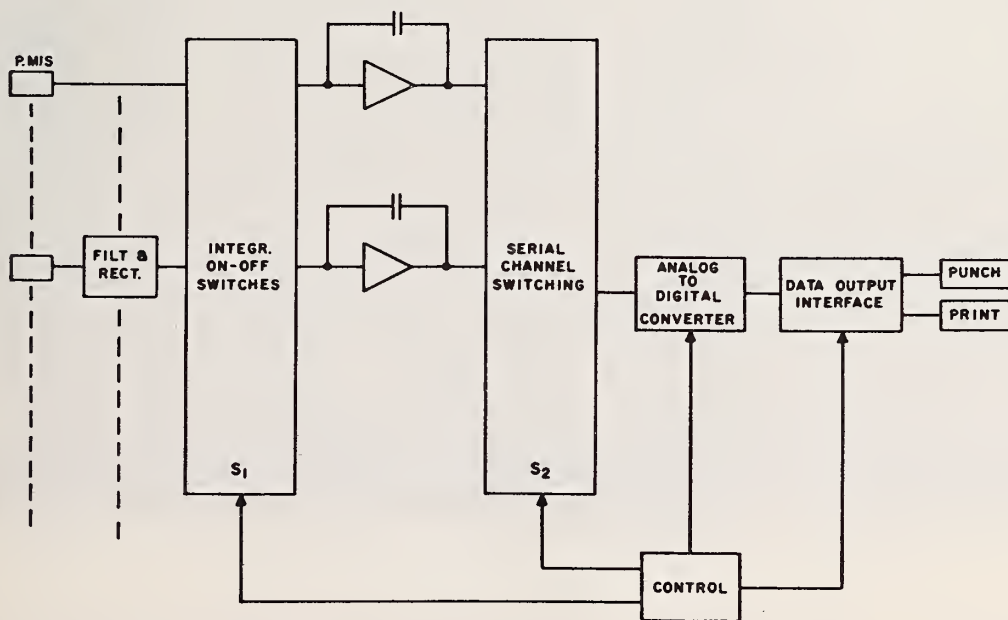 P.M!S
FILT &
RECT.
INTEGR.
ON-OFF
SWITCHES
S1
SERIAL
CHANNEL
SWITCHING
S2
ANALOG
TO
DIGITAL
CONVERTER
DATA OUTPUT
INTERFACE
PUNCH
PRINT
CONTROL